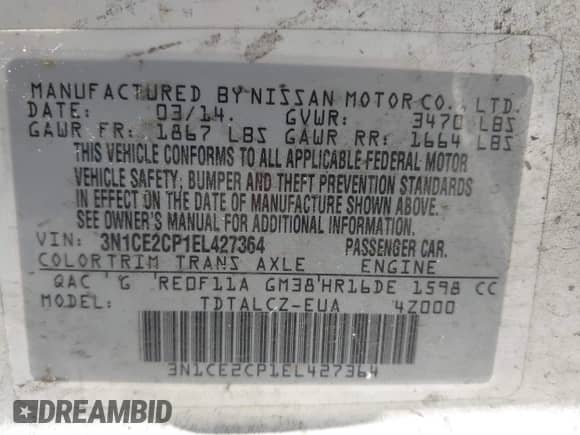 MANUFACTURED BY NISSAN MOTOR CO., LTD.
DATE: 03/14. GVWR: 3470 LBS
GAWR FR: 1867 LBS GAWR RR: 1664 LBS
THIS VEHICLE CONFORMS TO ALL APPLICABLE FEDERAL MOTOR
VEHICLE SAFETY, BUMPER AND THEFT PREVENTION STANDARDS
IN EFFECT ON THE DATE OF MANUFACTURE SHOWN ABOVE.
SEE OWNER'S MANUAL FOR ADDITIONAL INFORMATION.
VIN: 3N1CE2CP1EL427364 PASSENGER CAR.
COLOR TRIM TRANS AXLE ENGINE
QAC G RE0F11A GM38 HR16DE 1598 CC
MODEL: TDTALCZ-EUA 4Z000
3N1CE2CP1EL427364
DREAMBID